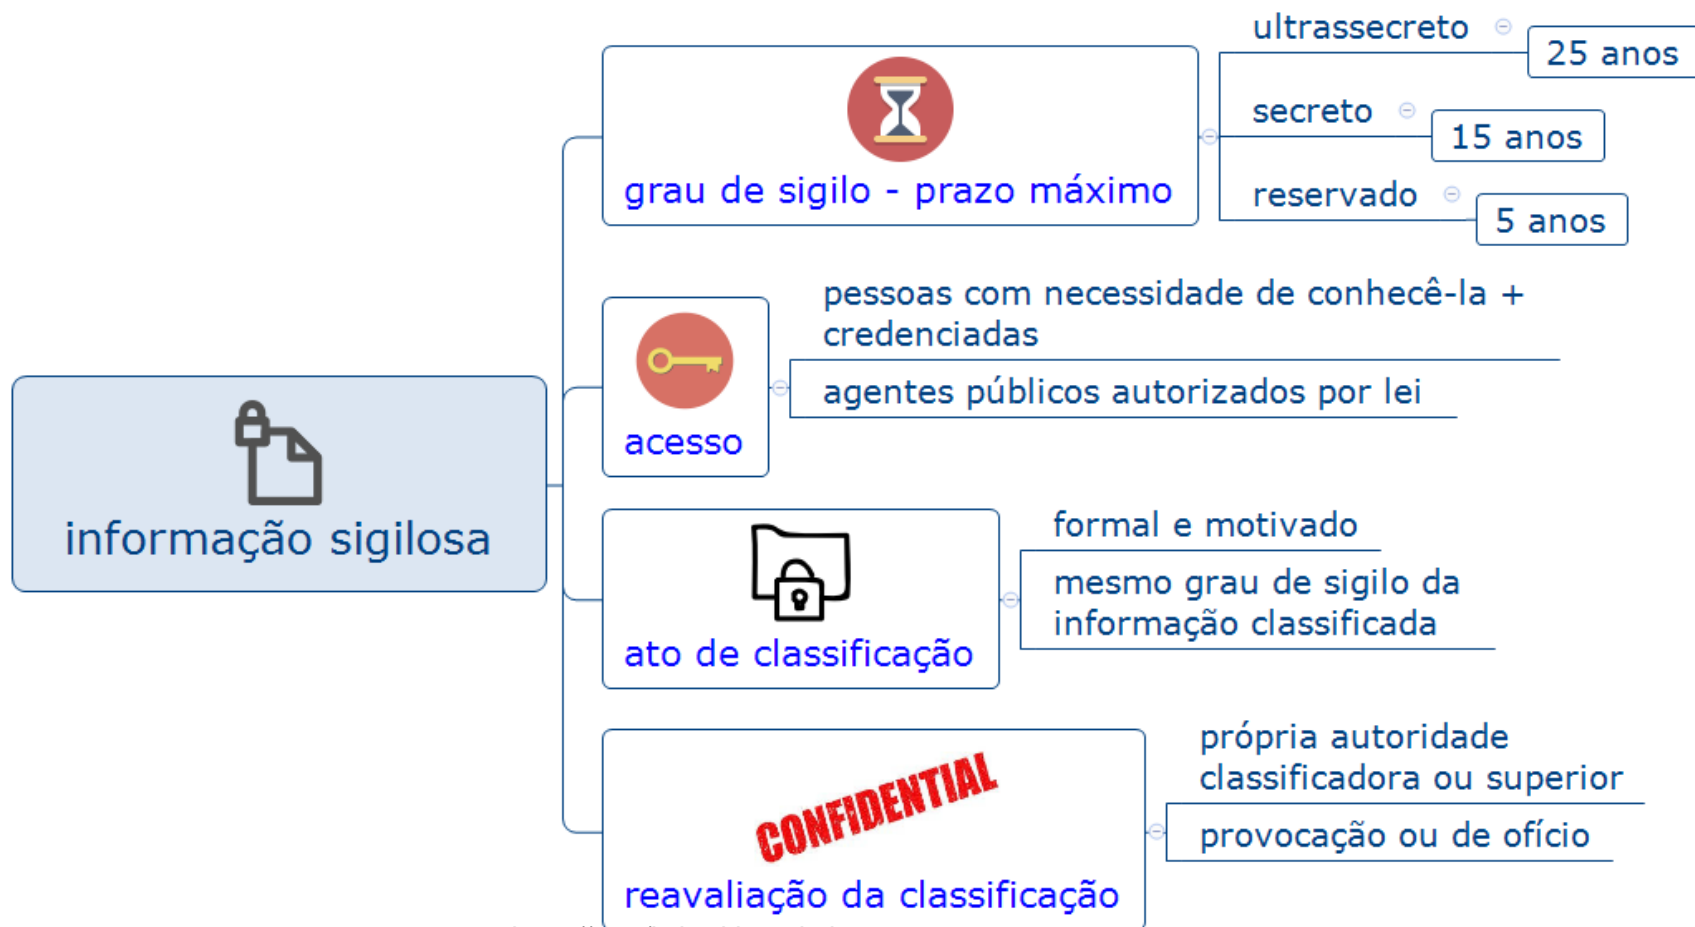 ultrassecreto
25 anos
secreto
15 anos
grau de sigilo - prazo máximo
reservado
5 anos
pessoas com necessidade de conhecê-la +
credenciadas
agentes públicos autorizados por lei
acesso
informação sigilosa
formal e motivado
mesmo grau de sigilo da
informação classificada
ato de classificação
própria autoridade
classificadora ou superior
provocação ou de ofício
CONFIDENTIAL
reavaliação da classificação